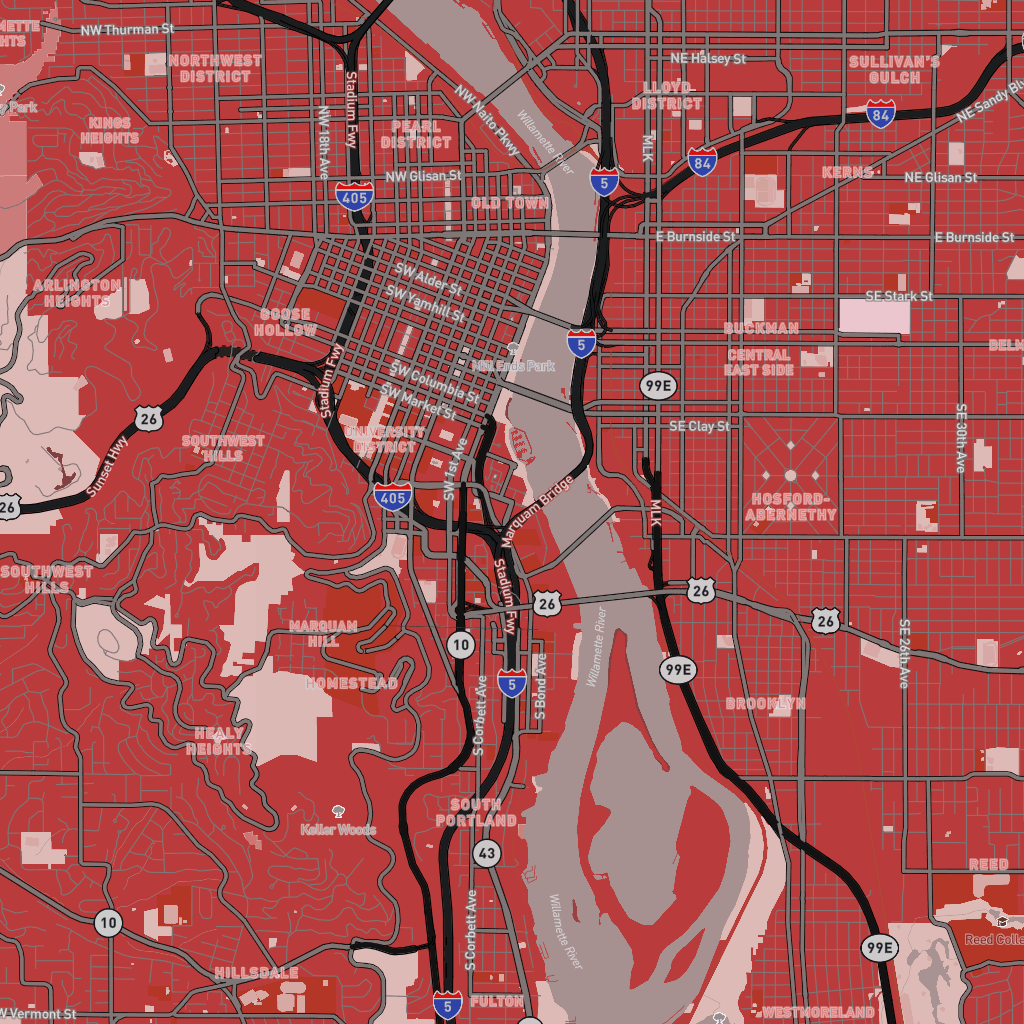 NW Thurman St
NORTHWEST
DISTRICT
NE Halsey St
SULLIVAN'S
GULCH
LLOYD
DISTRICT
Stadium Fwy
NW Naito Pkwy
Willamette River
84
NE Sandy Blv
KINGS
HEIGHTS
NW 18th Ave
PEARL
DISTRICT
MLK
84
KERNS
NE Glisan St
NW Glisan St
5
405
OLD TOWN
E Burnside St
E Burnside St
SW Alder St
ARLINGTON
HEIGHTS
SW Yamhill St
SE Stark St
GOOSE
HOLLOW
BUCKMAN
5
CENTRAL
EAST SIDE
Stadium Fwy
SW Columbia St
99E
SW Market St
26
SE Clay St
SE 30th Ave
UNIVERSITY
DISTRICT
SOUTHWEST
HILLS
Sunset Hwy
SW 1st Ave
405
Marquam Bridge
HOSFORD-
ABERNETHY
26
MLK
SOUTHWEST
HILLS
Stadium Fwy
26
26
26
MARQUAM
HILL
10
Willamette River
SE 26th Ave
99E
HOMESTEAD
5
S Bond Ave
S Corbett Ave
BROOKLYN
HEALY
HEIGHTS
SOUTH
PORTLAND
Keller Woods
43
REED
10
S Corbett Ave
Willamette River
99E
Reed Colle
HILLSDALE
5
FULTON
W Vermont St
WESTMORELAND